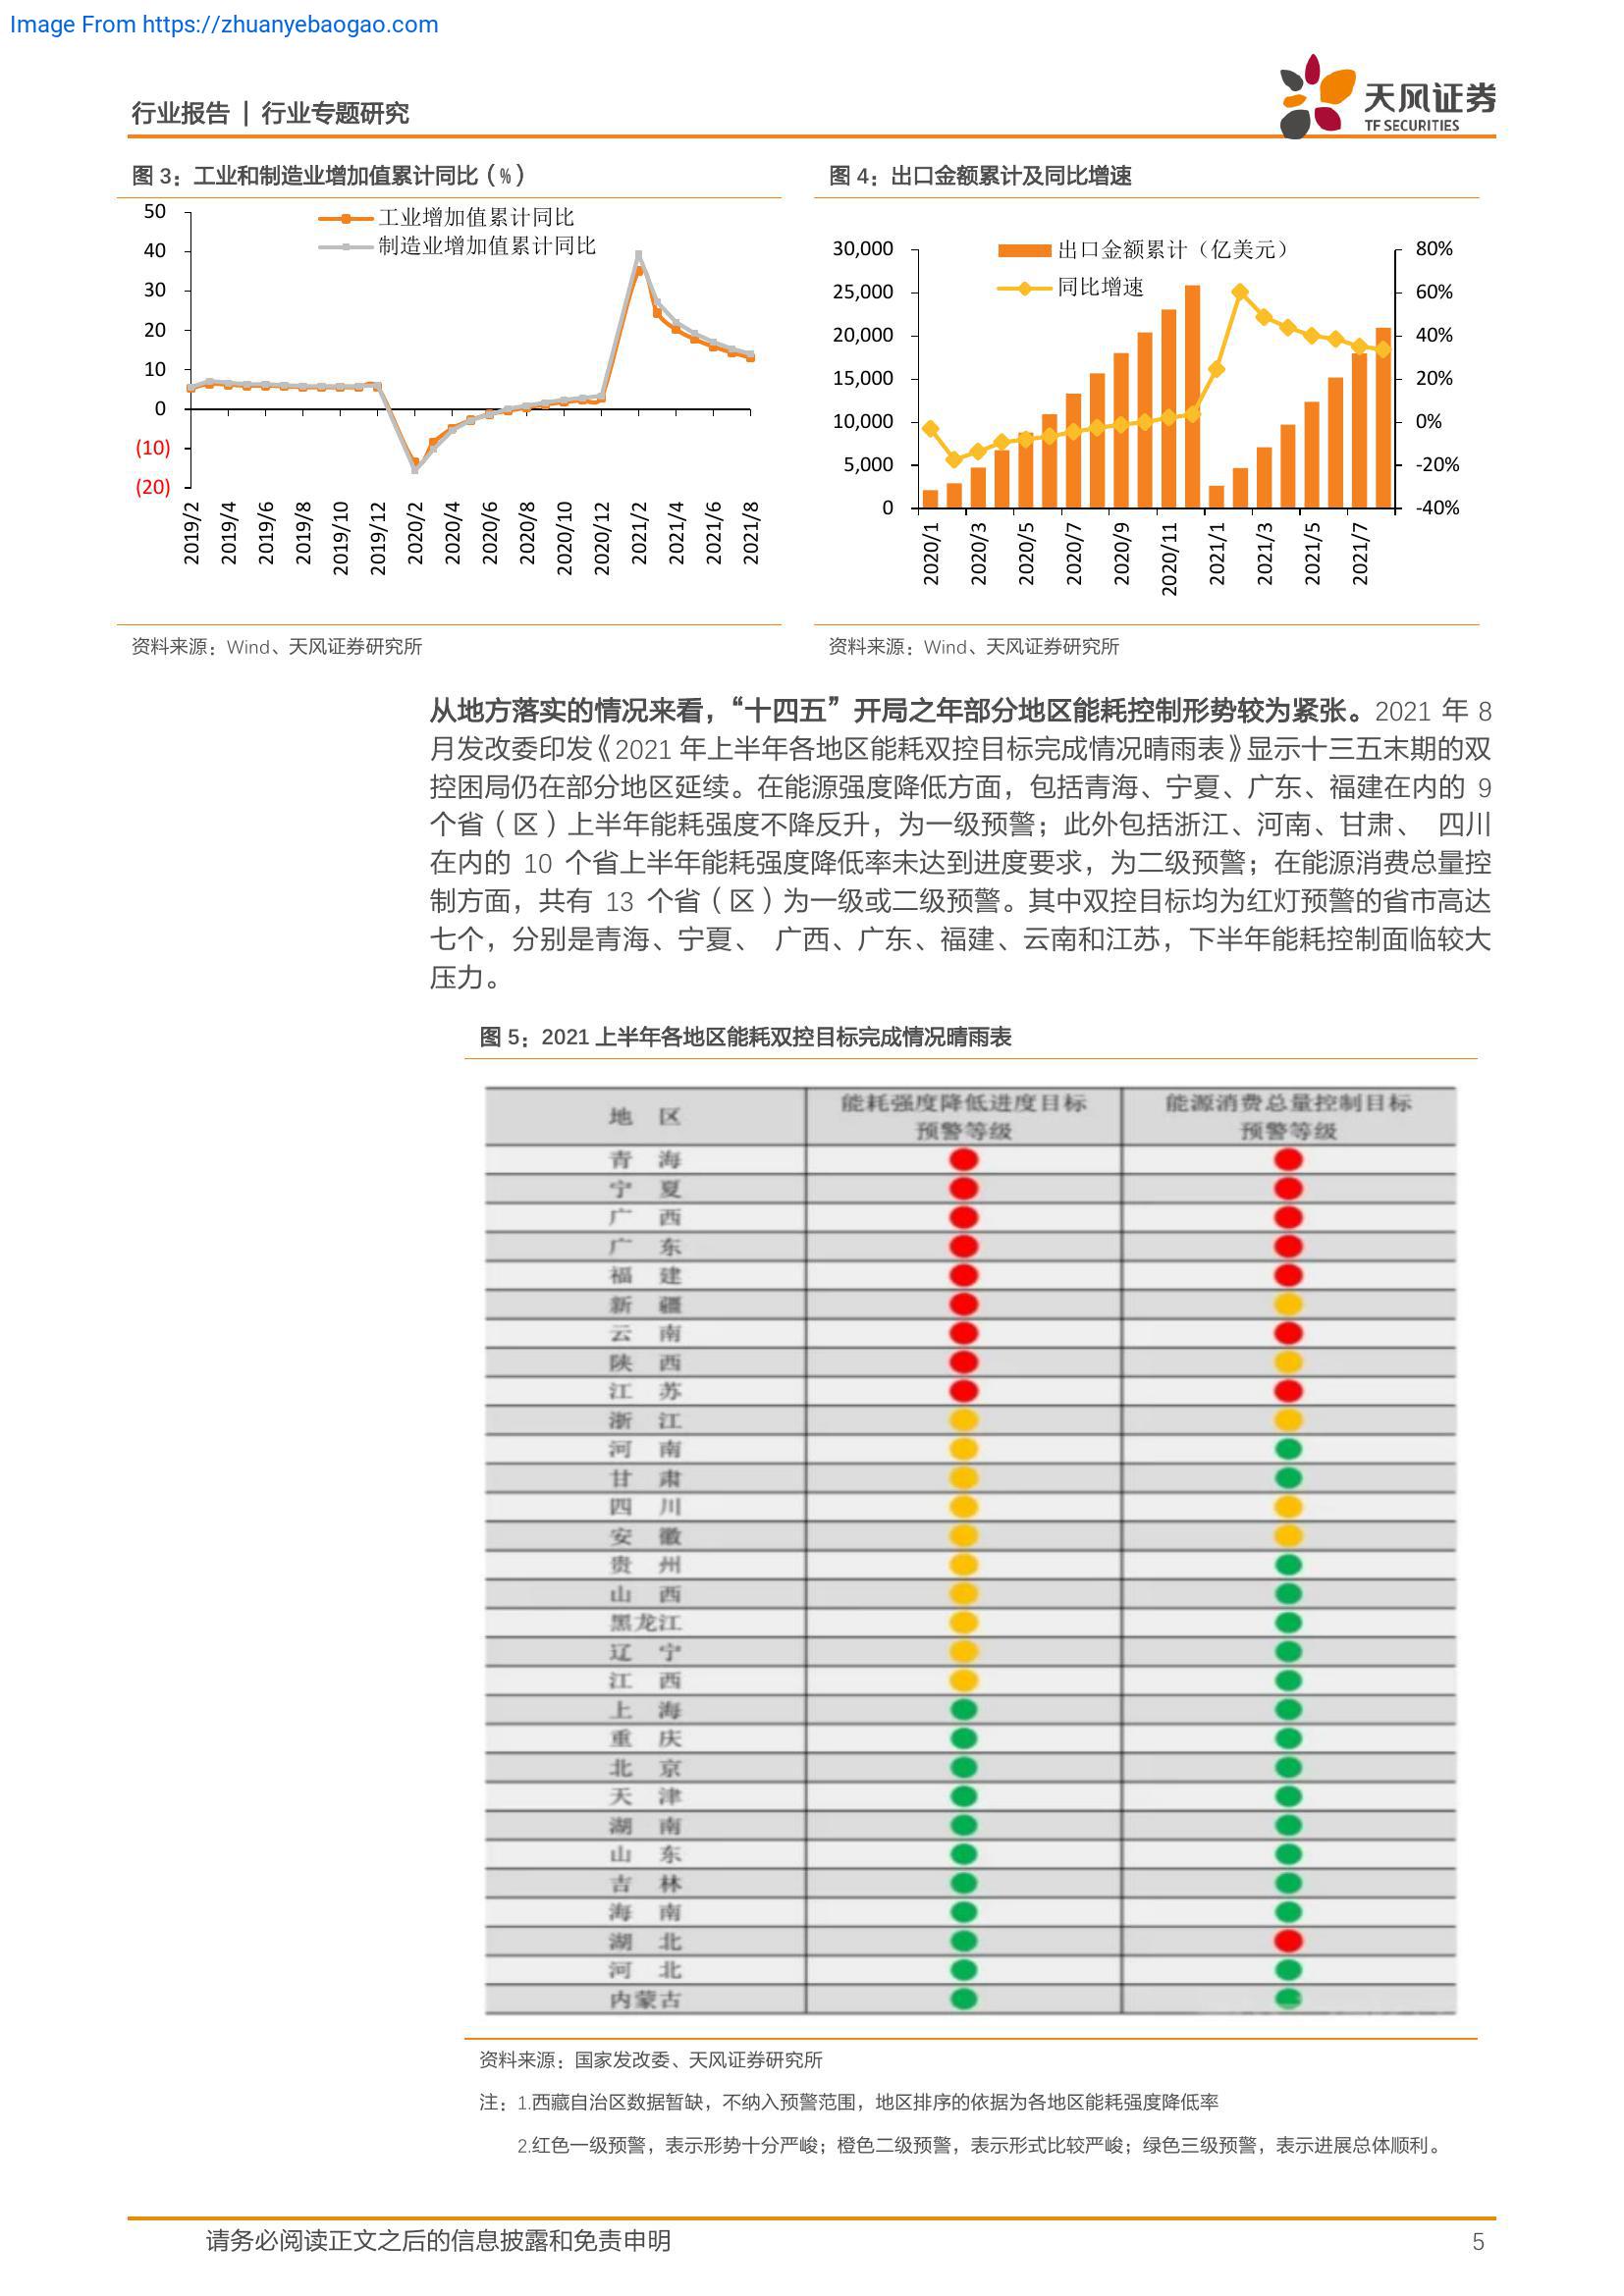 Image From https://zhuanyebaogao.com
行业报告 | 行业专题研究
天风证券
TF SECURITIES
图 3：工业和制造业增加值累计同比（%）
工业增加值累计同比
制造业增加值累计同比
50
40
30
20
10
0
(10)
(20)
2019/2
2019/4
2019/6
2019/8
2019/10
2019/12
2020/2
2020/4
2020/6
2020/8
2020/10
2020/12
2021/2
2021/4
2021/6
2021/8
资料来源：Wind、天风证券研究所
图 4：出口金额累计及同比增速
出口金额累计（亿美元）
同比增速
30,000
25,000
20,000
15,000
10,000
5,000
0
80%
60%
40%
20%
0%
-20%
-40%
2020/1
2020/3
2020/5
2020/7
2020/9
2020/11
2021/1
2021/3
2021/5
2021/7
资料来源：Wind、天风证券研究所
从地方落实的情况来看，“十四五”开局之年部分地区能耗控制形势较为紧张。2021 年 8
月发改委印发《2021 年上半年各地区能耗双控目标完成情况晴雨表》显示十三五末期的双
控困局仍在部分地区延续。在能源强度降低方面，包括青海、宁夏、广东、福建在内的 9
个省（区）上半年能耗强度不降反升，为一级预警；此外包括浙江、河南、甘肃、 四川
在内的 10 个省上半年能耗强度降低率未达到进度要求，为二级预警；在能源消费总量控
制方面，共有 13 个省（区）为一级或二级预警。其中双控目标均为红灯预警的省市高达
七个，分别是青海、宁夏、 广西、广东、福建、云南和江苏，下半年能耗控制面临较大
压力。
图 5：2021 上半年各地区能耗双控目标完成情况晴雨表
地 区
能耗强度降低进度目标
预警等级
能源消费总量控制目标
预警等级
青 海
宁 夏
广 西
广 东
福 建
新 疆
云 南
陕 西
江 苏
浙 江
河 南
甘 肃
四 川
安 徽
贵 州
山 西
黑龙江
辽 宁
江 西
上 海
重 庆
北 京
天 津
湖 南
山 东
吉 林
海 南
湖 北
河 北
内蒙古
资料来源：国家发改委、天风证券研究所
注：1.西藏自治区数据暂缺，不纳入预警范围，地区排序的依据为各地区能耗强度降低率
2.红色一级预警，表示形势十分严峻；橙色二级预警，表示形式比较严峻；绿色三级预警，表示进展总体顺利。
请务必阅读正文之后的信息披露和免责申明
5